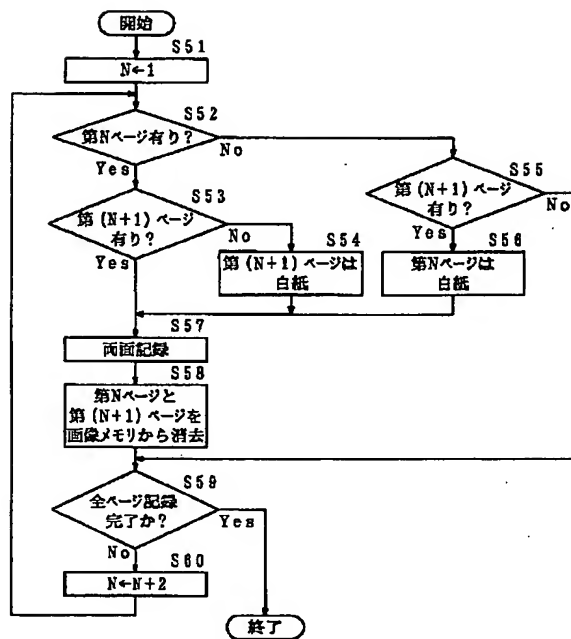 開始
S51
N←1
S52
第Nページ有り?
No
Yes
S55
第(N+1)ページ
有り?
No
Yes
S53
第(N+1)ページ
有り?
No
Yes
S54
第(N+1)ページは
白紙
S56
第Nページは
白紙
S57
両面記録
S58
第Nページと
第(N+1)ページを
画像メモリから消去
S59
全ページ記録
完了か?
Yes
No
S60
N←N+2
終了